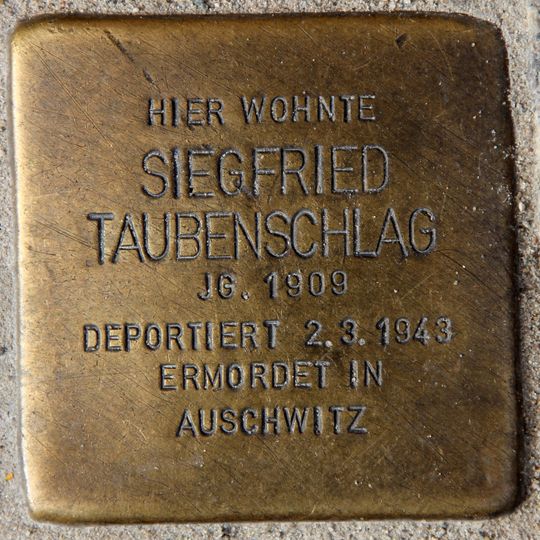 HIER WOHNTE
SIEGFRIED
TAUBENSCHLAG
JG. 1909
DEPORTIERT 2.3.1943
ERMORDET IN
AUSCHWITZ